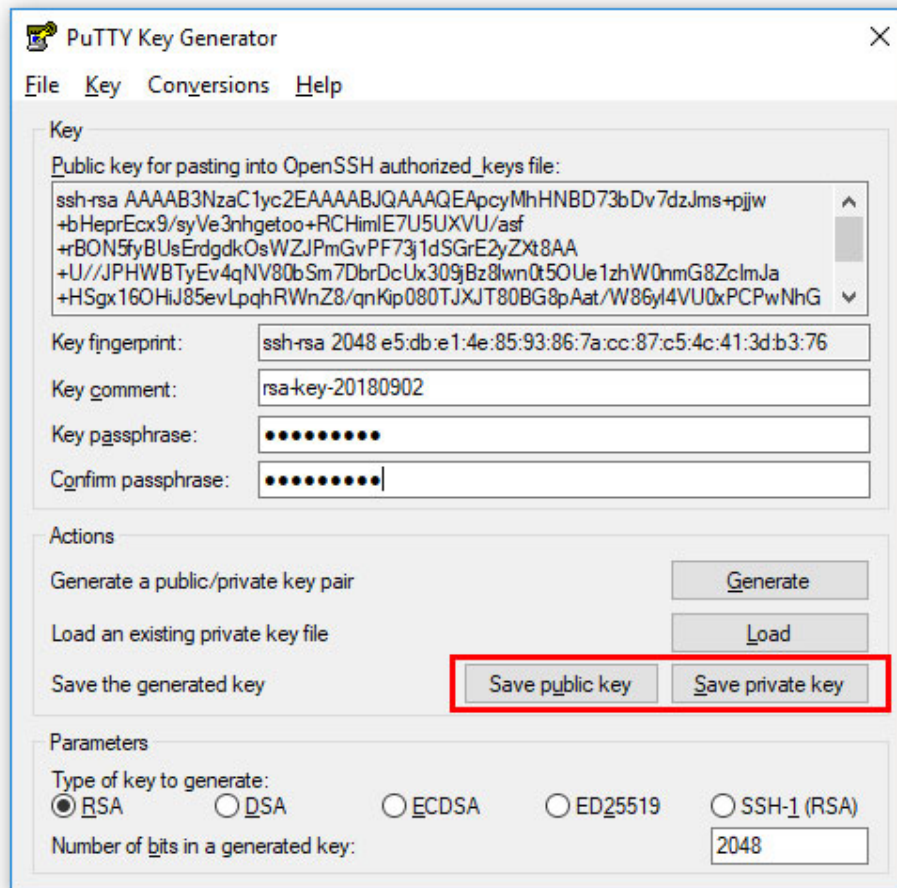 PuTTY Key Generator
File Key Conversions Help
Key
Public key for pasting into OpenSSH authorized_keys file:
ssh-rsa AAAAB3NzaC1yc2EAAAABJQAAAQEApcyMhHNBD73bDv7dzJms+pjjw
+bHeprEcx9/syVe3nhgetoo+RCHimIE7U5UXVU/asf
+rBON5fyBUsErdgdkOsWZJPmGvPF73j1dSGrE2yZXt8AA
+U//JPHWBTyEv4qNV80bSm7DbrDcUx309jBz8lwn0t5OUe1zhW0nmG8ZclmJa
+HSgx16OHiJ85evLpqhRWnZ8/qnKip080TJXJT80BG8pAat/W86yl4VU0xPCPwNhG
Key fingerprint: ssh-rsa 2048 e5:db:e1:4e:85:93:86:7a:cc:87:c5:4c:41:3d:b3:76
Key comment: rsa-key-20180902
Key passphrase: ●●●●●●●●●
Confirm passphrase: ●●●●●●●●●
Actions
Generate a public/private key pair Generate
Load an existing private key file Load
Save the generated key Save public key Save private key
Parameters
Type of key to generate:
RSA DSA ECDSA ED25519 SSH-1 (RSA)
Number of bits in a generated key: 2048